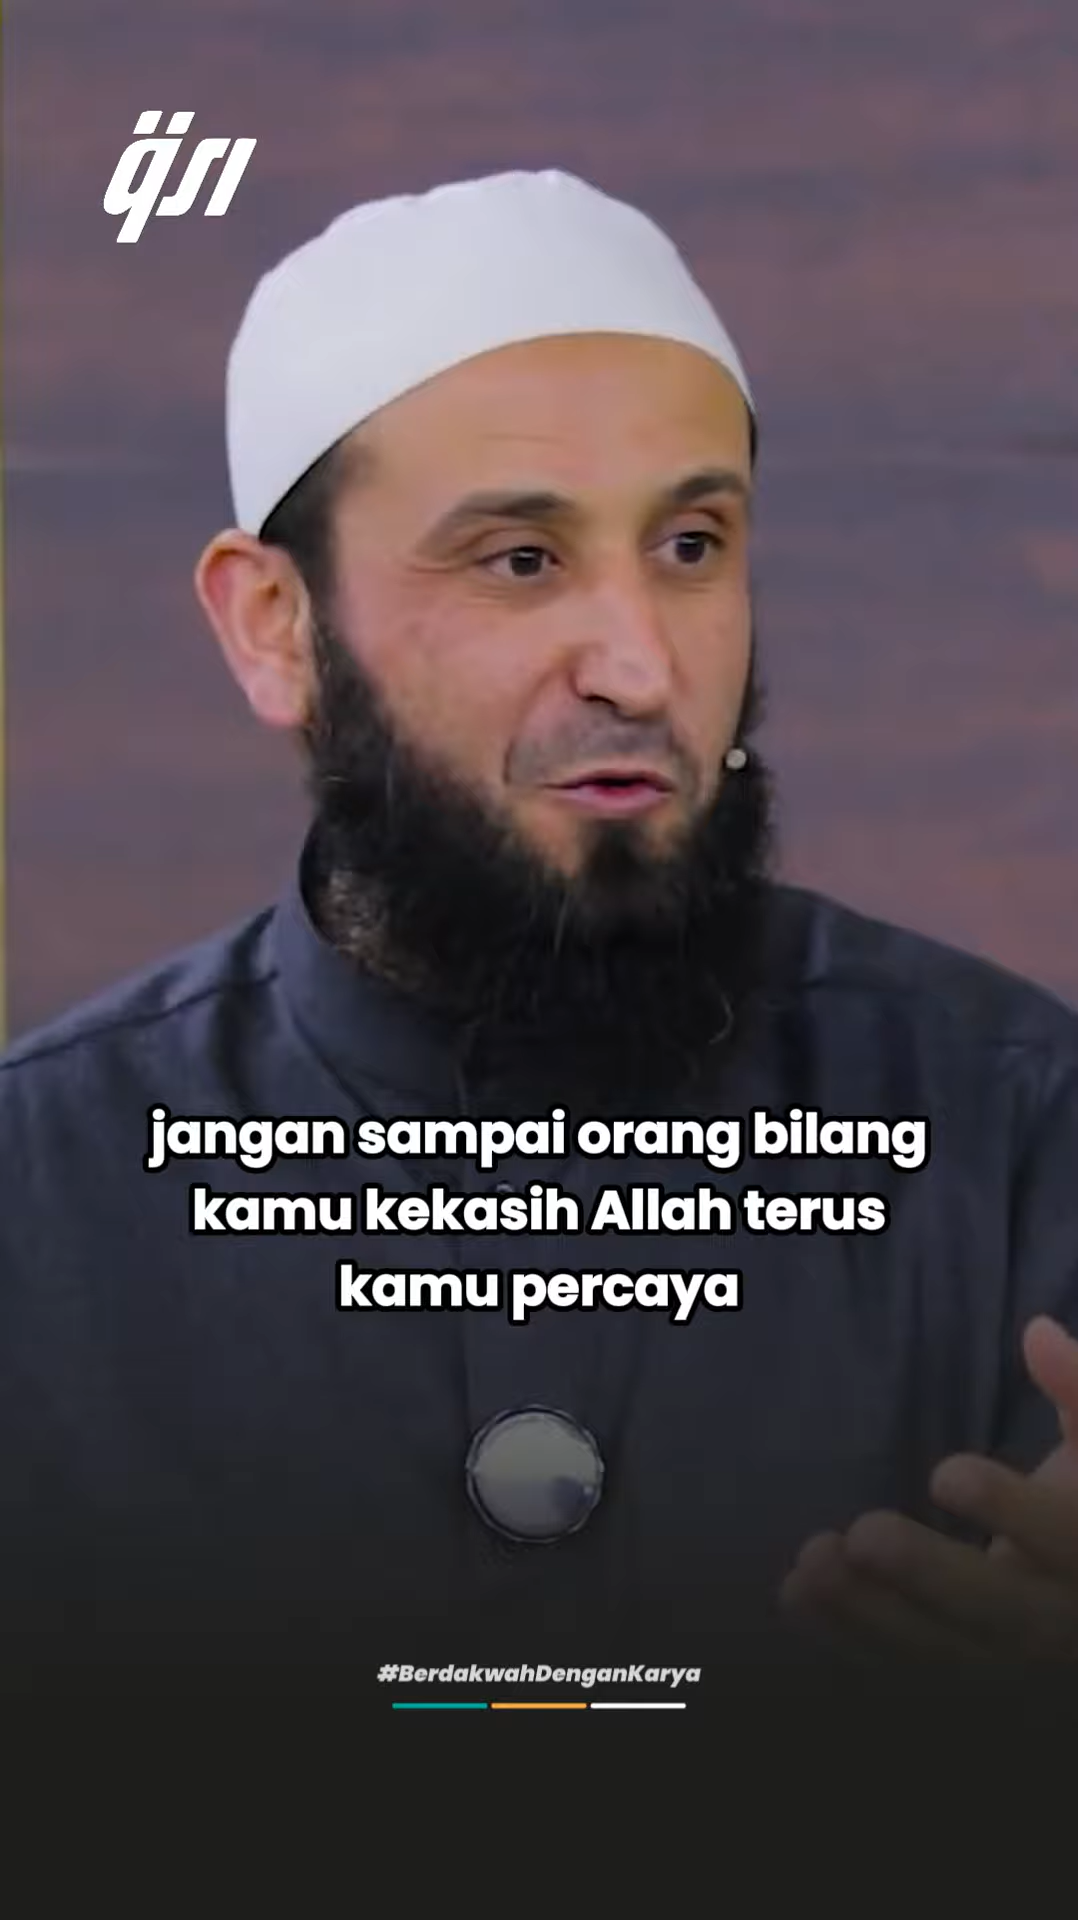 jangan sampai orang bilang
kamu kekasih Allah terus
kamu percaya
#BerdakwahDenganKarya